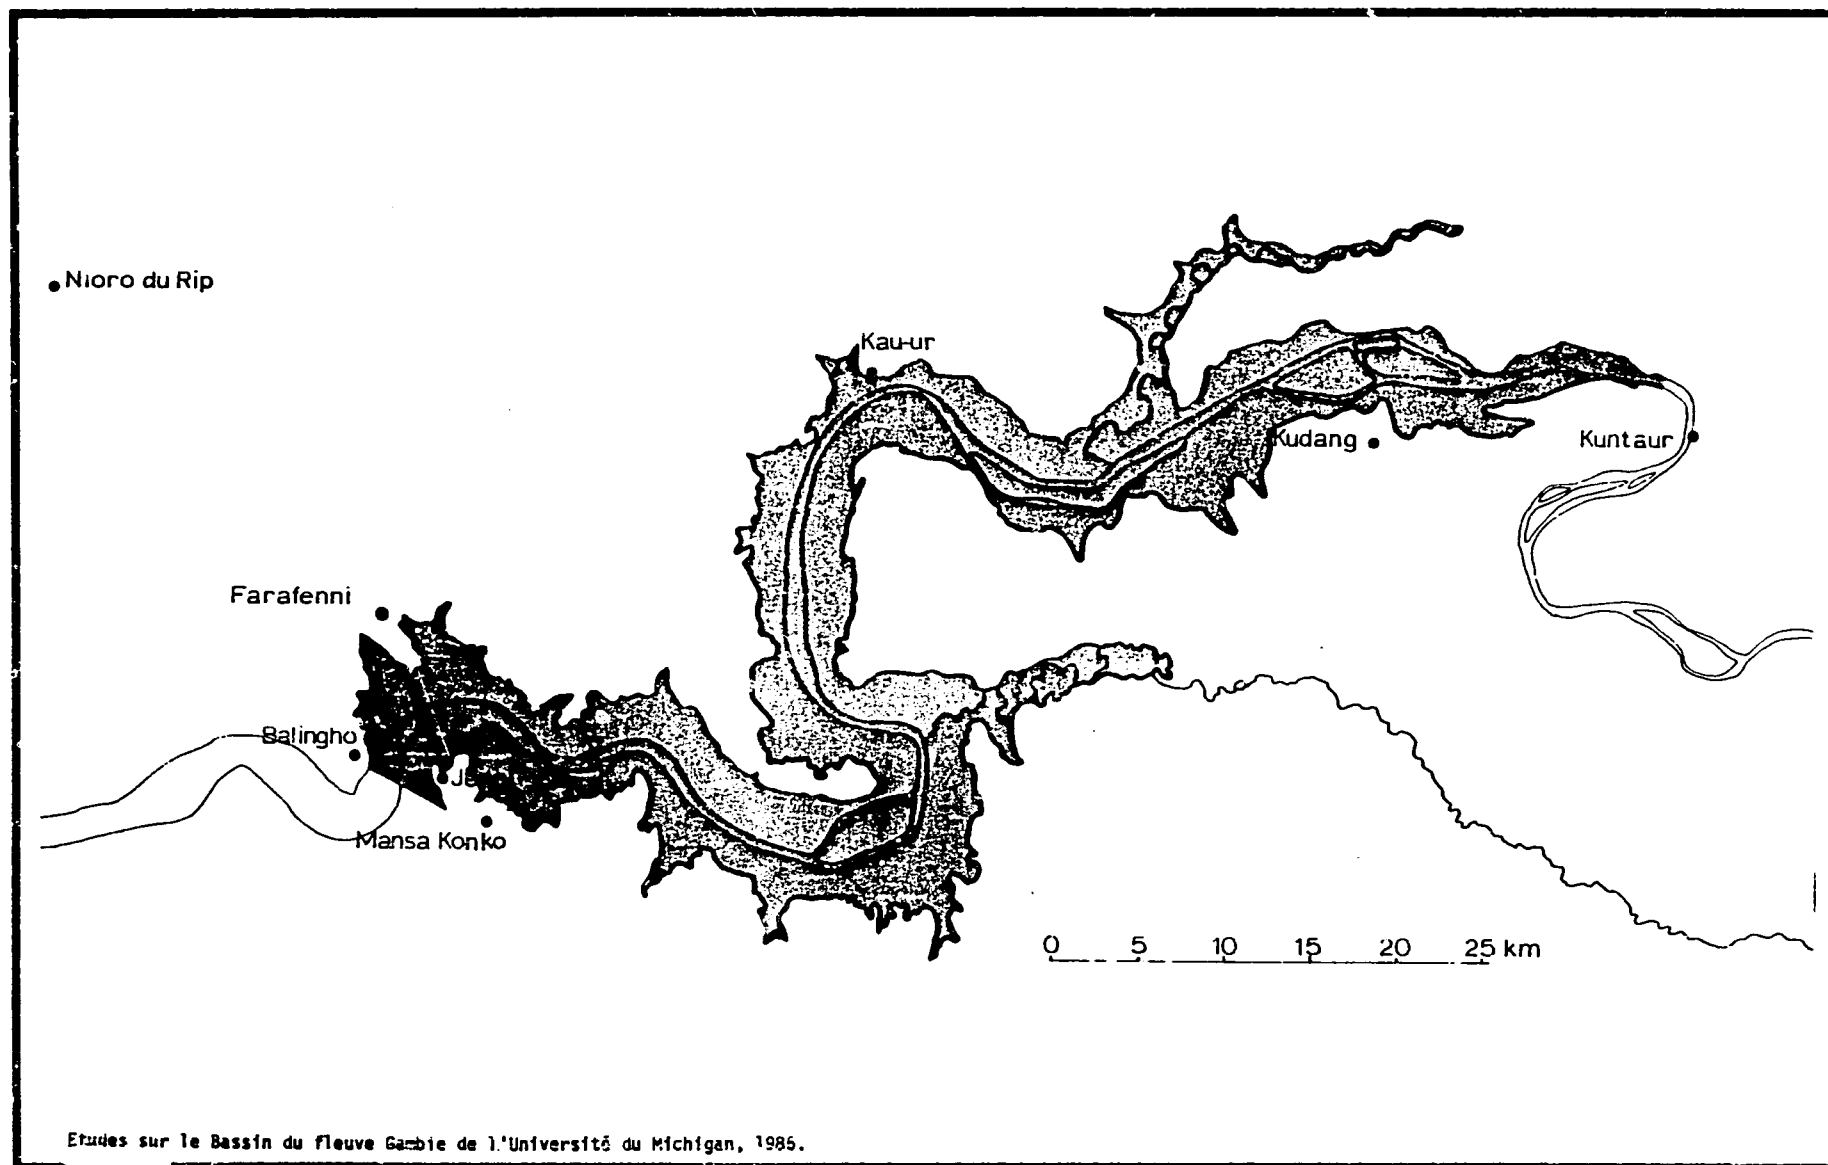 Nioro du Rip
Kau-ur
Kudang
Kuntaur
Farafenni
Balingho
Mansa Konko
0 5 10 15 20 25 km
Etudes sur le Bassin du fleuve Gambie de l'Université du Michigan, 1985.